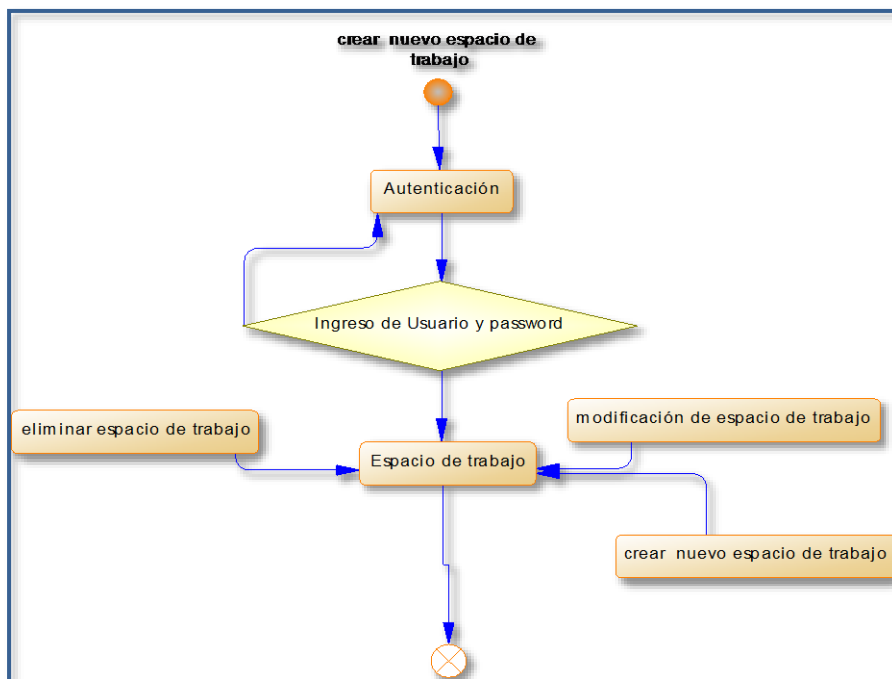 crear nuevo espacio de
trabajo
Autenticación
Ingreso de Usuario y password
eliminar espacio de trabajo
modificación de espacio de trabajo
Espacio de trabajo
crear nuevo espacio de trabajo